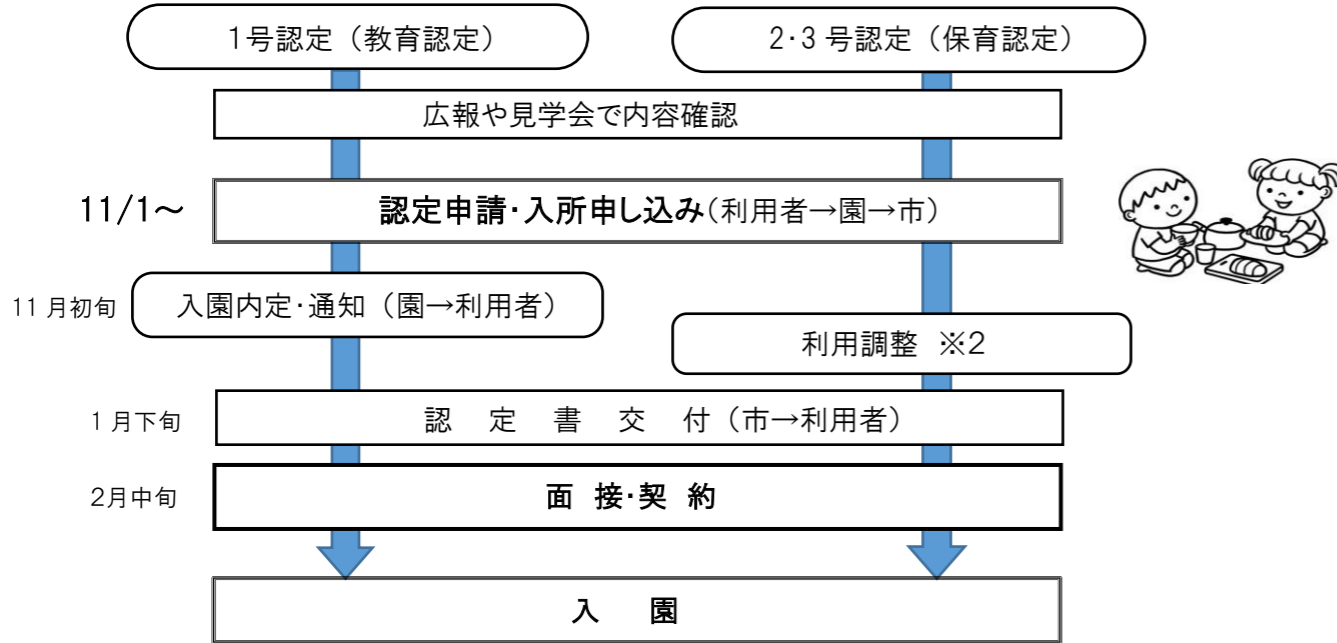 1号認定（教育認定）
2・3号認定（保育認定）
広報や見学会で内容確認
11/1～
認定申請・入所申し込み（利用者→園→市）
11月初旬
入園内定・通知（園→利用者）
利用調整 ※2
1月下旬
認 定 書 交 付（市→利用者）
2月中旬
面 接・契 約
入 園